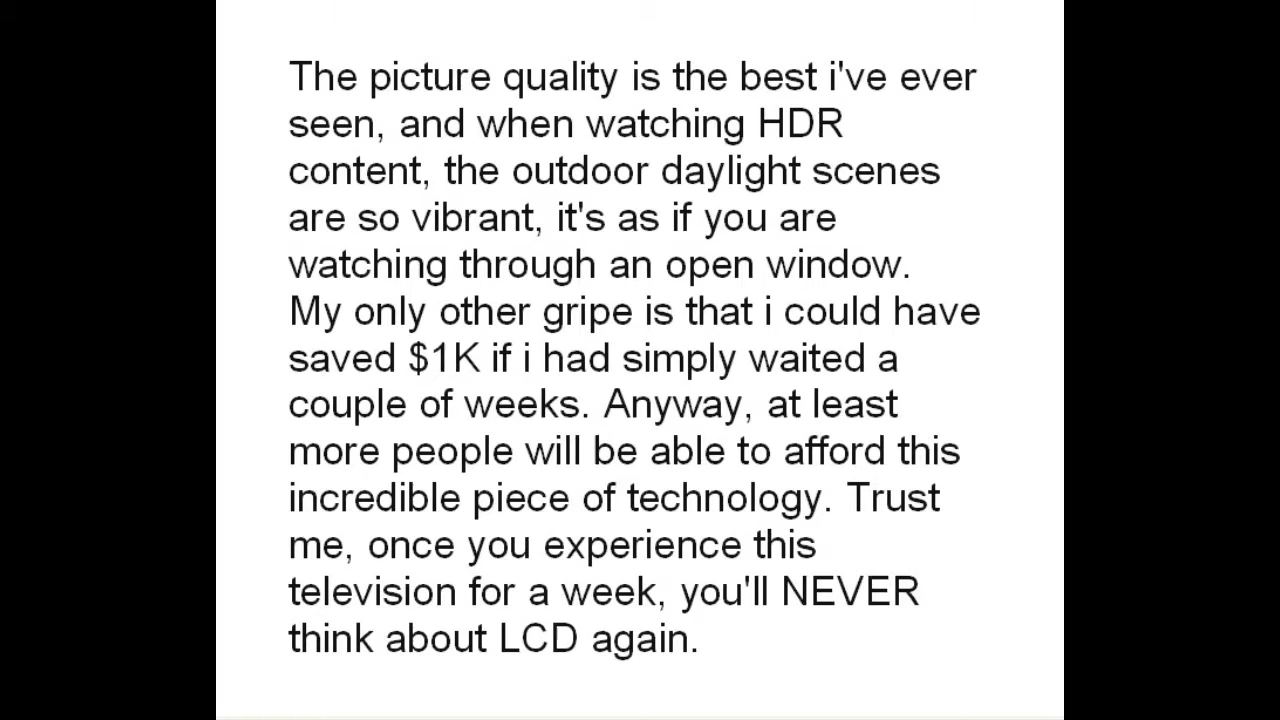 The picture quality is the best i've ever
seen, and when watching HDR
content, the outdoor daylight scenes
are so vibrant, it's as if you are
watching through an open window.
My only other gripe is that i could have
saved $1K if i had simply waited a
couple of weeks. Anyway, at least
more people will be able to afford this
incredible piece of technology. Trust
me, once you experience this
television for a week, you'll NEVER
think about LCD again.